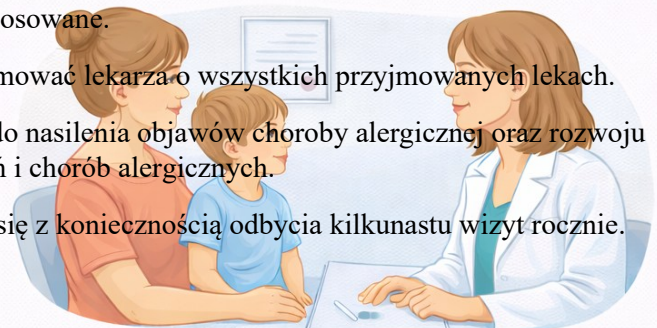 osowane.
mować lekarza o wszystkich przyjmowanych lekach.
do nasilenia objawów choroby alergicznej oraz rozwoju
ń i chorób alergicznych.
się z koniecznością odbycia kilkunastu wizyt rocznie.